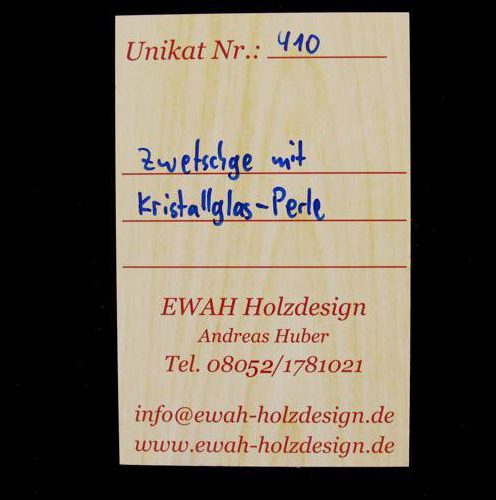 Unikat Nr.: 410
Zwetschge mit
Kristallglas-Perle
EWAH Holzdesign
Andreas Huber
Tel. 08052/1781021
info@ewah-holzdesign.de
www.ewah-holzdesign.de